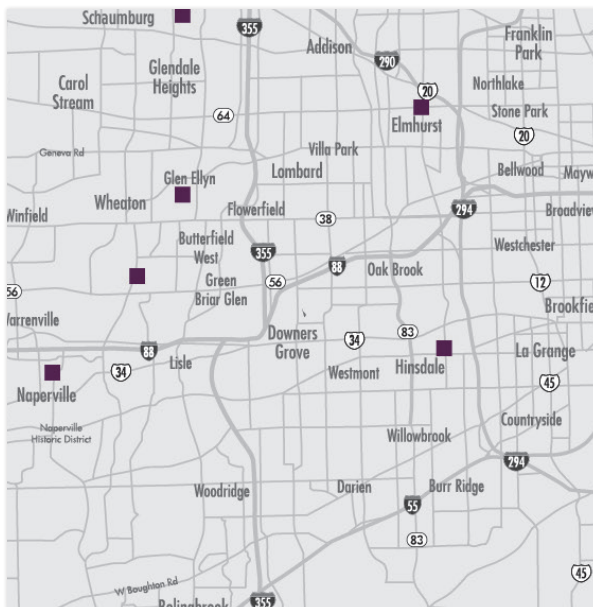 Schaumburg
355
Addison
Franklin
Park
290
Glendale
Heights
Carol
Stream
Northlake
20
64
Stone Park
Elmhurst
20
Geneva Rd
Villa Park
Bellwood
Lombard
Glen Ellyn
Mayw
Wheaton
Winfield
Flowerfield
38
294
Broadview
Butterfield
West
355
Westchester
88
Oak Brook
Green
Briar Glen
56
12
56
Warrenville
Brookfie
Downers
Grove
34
83
88
Lisle
34
Hinsdale
La Grange
Westmont
45
Naperville
Countryside
Naperville
Historic District
Willowbrook
294
Woodridge
Darien
Burr Ridge
55
83
45
W Boughton Rd
355
Bolingbrook